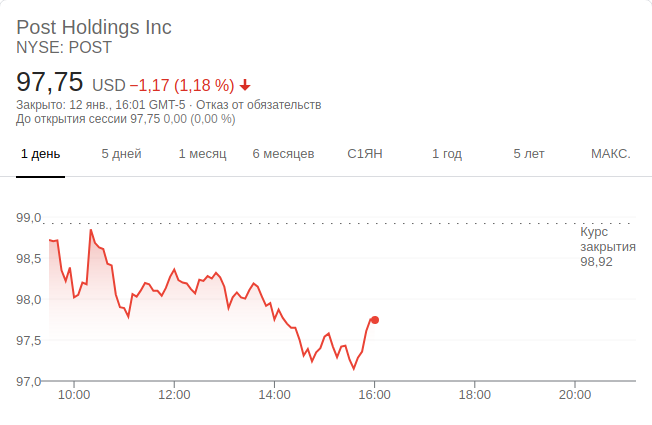 Post Holdings Inc
NYSE: POST
97,75 USD −1,17 (1,18 %)
Закрыто: 12 янв., 16:01 GMT-5 · Отказ от обязательств
До открытия сессии 97,75 0,00 (0,00 %)
1 день 5 дней 1 месяц 6 месяцев С1ЯН 1 год 5 лет МАКС.
99,0
Курс
закрытия
98,92
98,5
98,0
97,5
97,0
10:00 12:00 14:00 16:00 18:00 20:00